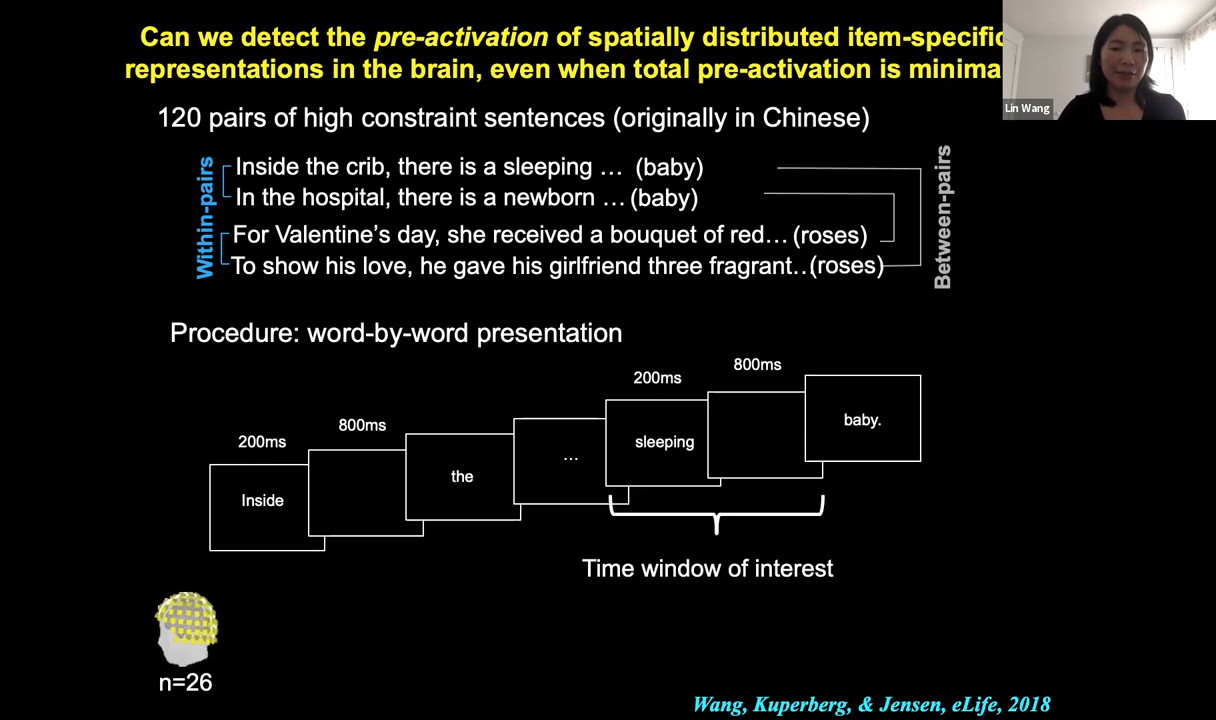 Can we detect the pre-activation of spatially distributed item-specific
representations in the brain, even when total pre-activation is minima
Lin Wang
120 pairs of high constraint sentences (originally in Chinese)
Within-pairs
Inside the crib, there is a sleeping … (baby)
In the hospital, there is a newborn … (baby)
For Valentine’s day, she received a bouquet of red… (roses)
To show his love, he gave his girlfriend three fragrant.. (roses)
Between-pairs
Procedure: word-by-word presentation
200ms
800ms
200ms
800ms
Inside
the
…
sleeping
baby.
Time window of interest
n=26
Wang, Kuperberg, & Jensen, eLife, 2018